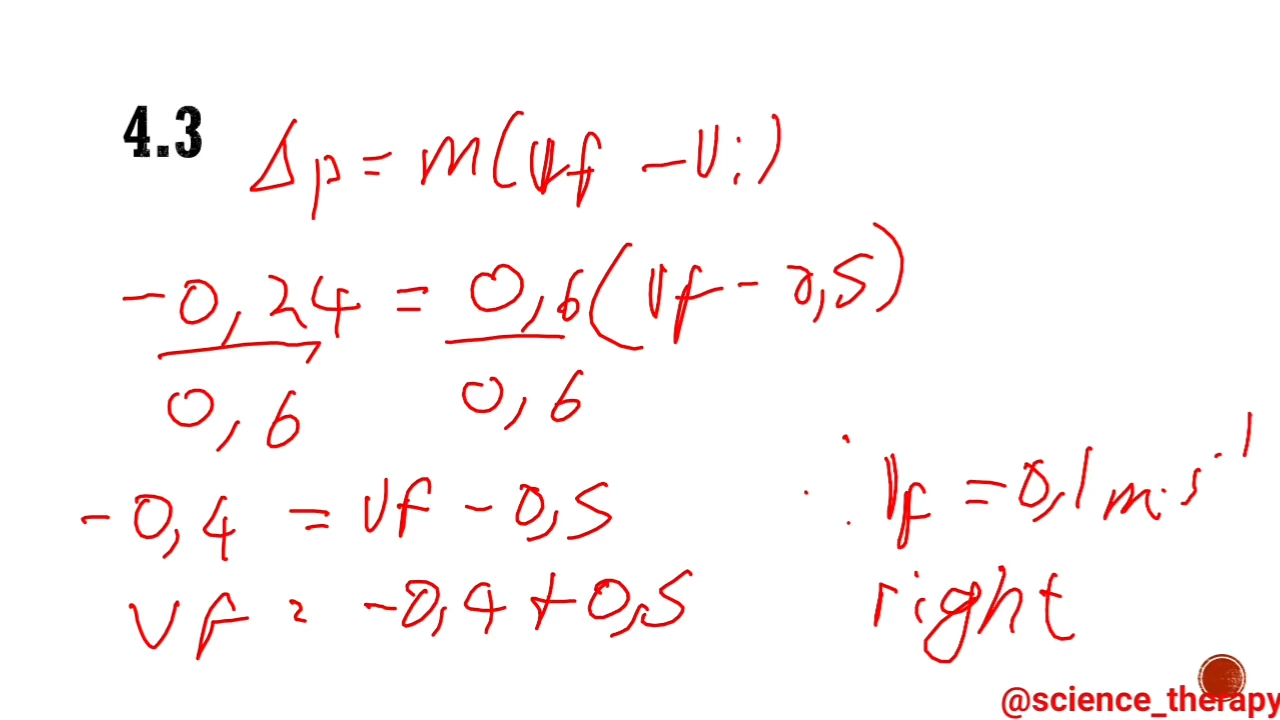 4.3 Δp = m(vf - vi)
-0,24 = 0,6(vf - 0,5)
0,6 0,6
-0,4 = vf - 0,5
vf = -0,4 + 0,5
∴ vf = 0,1 m.s⁻¹
right
@science_therapy